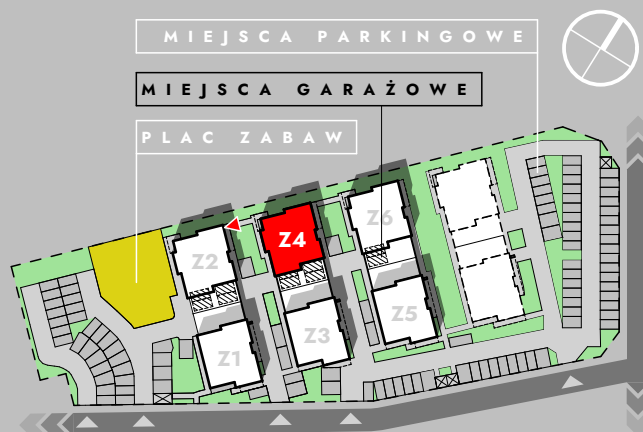 MIEJSCA PARKINGOWE
MIEJSCA GARAŻOWE
PLAC ZABAW
Z6
Z4
Z2
Z5
Z3
Z1